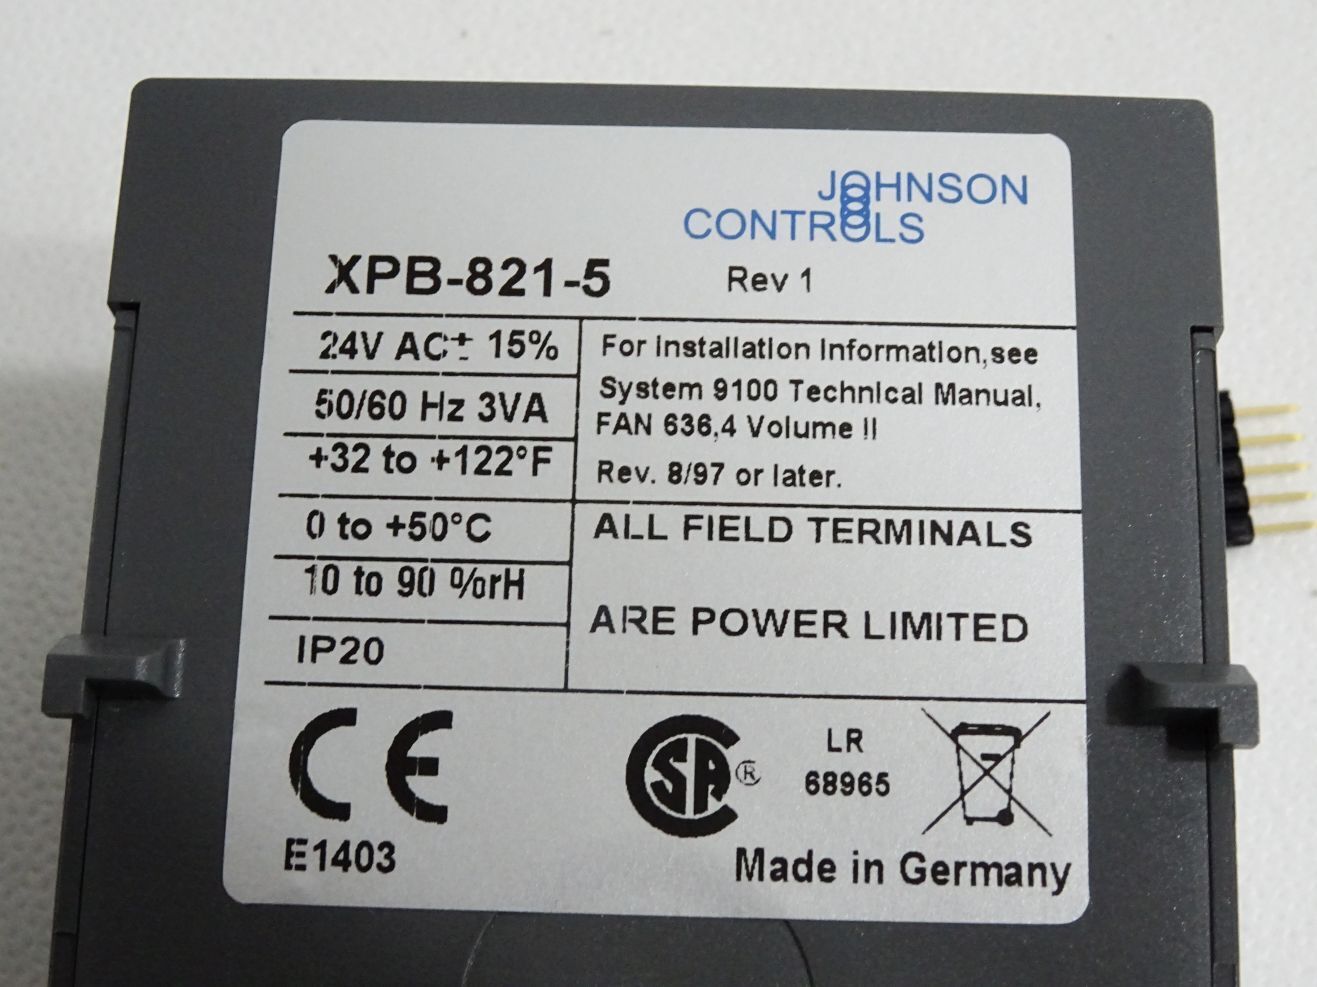 JOHNSON
CONTROLS
XPB-821-5 Rev 1
24V AC± 15%
50/60 Hz 3VA
+32 to +122°F
0 to +50°C
10 to 90 %rH
IP20
For Installation Information,see
System 9100 Technical Manual,
FAN 636,4 Volume II
Rev. 8/97 or later.
ALL FIELD TERMINALS
ARE POWER LIMITED
CE
E1403
CSA®
LR
68965
Made in Germany